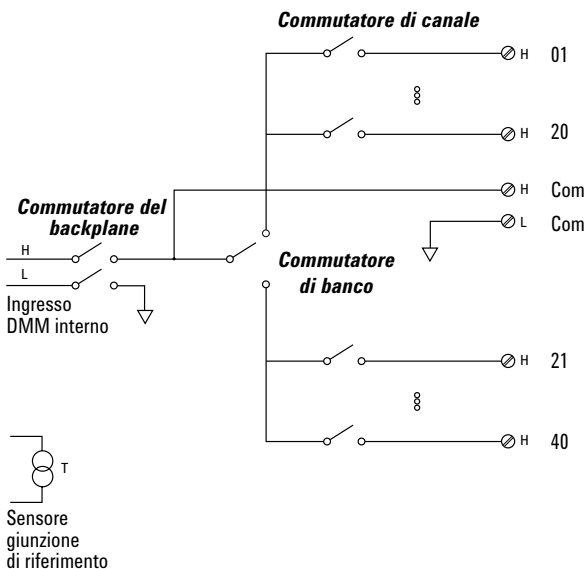 Commutatore di canale
H 01
H 20
H Com
L Com
Commutatore del
backplane
H
L
Ingresso
DMM interno
Commutatore
di banco
H 21
H 40
T
Sensore
giunzione
di riferimento